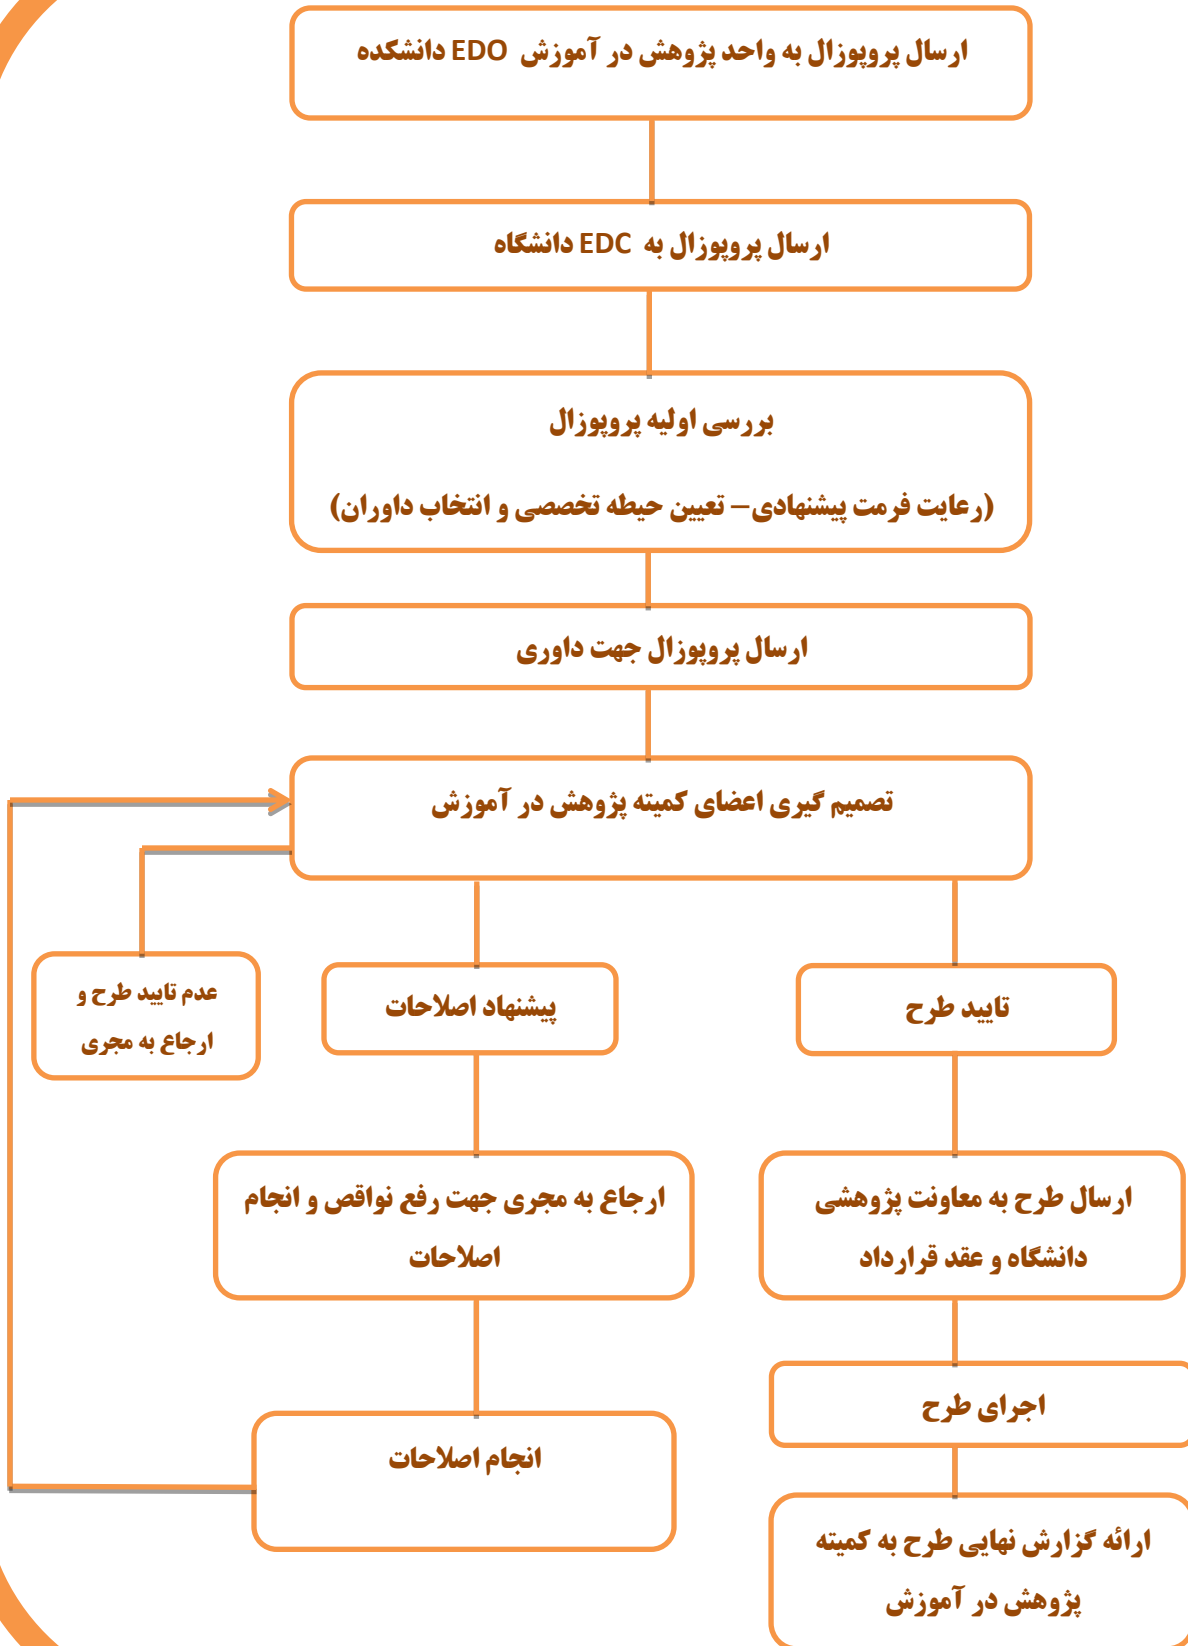 ارسال پروپوزال به واحد پژوهش در آموزش EDO دانشکده
ارسال پروپوزال به EDC دانشگاه
بررسی اولیه پروپوزال
(رعایت فرمت پیشنهادی – تعیین حیطه تخصصی و انتخاب داوران)
ارسال پروپوزال جهت داوری
تصمیم گیری اعضای کمیته پژوهش در آموزش
تایید طرح
پیشنهاد اصلاحات
عدم تایید طرح و
ارجاع به مجری
ارسال طرح به معاونت پژوهشی
دانشگاه و عقد قرارداد
ارجاع به مجری جهت رفع نواقص و انجام
اصلاحات
اجرای طرح
انجام اصلاحات
ارائه گزارش نهایی طرح به کمیته
پژوهش در آموزش